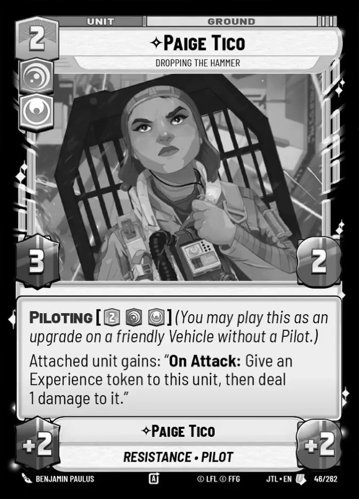 UNIT
GROUND
2
✧PAIGE TICO
DROPPING THE HAMMER
3
2
PILOTING [2] (You may play this as an
upgrade on a friendly Vehicle without a Pilot.)
Attached unit gains: “On Attack: Give an
Experience token to this unit, then deal
1 damage to it.”
+2
✧PAIGE TICO
+2
RESISTANCE • PILOT
BENJAMIN PAULUS
A
© LFL © FFG
JTL • EN
46/262